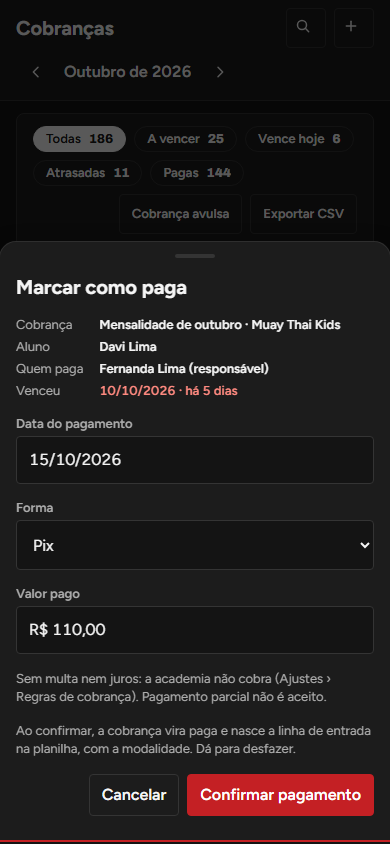 Cobranças
Outubro de 2026
Todas 186
A vencer 25
Vence hoje 6
Atrasadas 11
Pagas 144
Cobrança avulsa
Exportar CSV
Marcar como paga
Cobrança Mensalidade de outubro · Muay Thai Kids
Aluno Davi Lima
Quem paga Fernanda Lima (responsável)
Venceu 10/10/2026 · há 5 dias
Data do pagamento
15/10/2026
Forma
Pix
Valor pago
R$ 110,00
Sem multa nem juros: a academia não cobra (Ajustes ›
Regras de cobrança). Pagamento parcial não é aceito.
Ao confirmar, a cobrança vira paga e nasce a linha de entrada
na planilha, com a modalidade. Dá para desfazer.
Cancelar
Confirmar pagamento